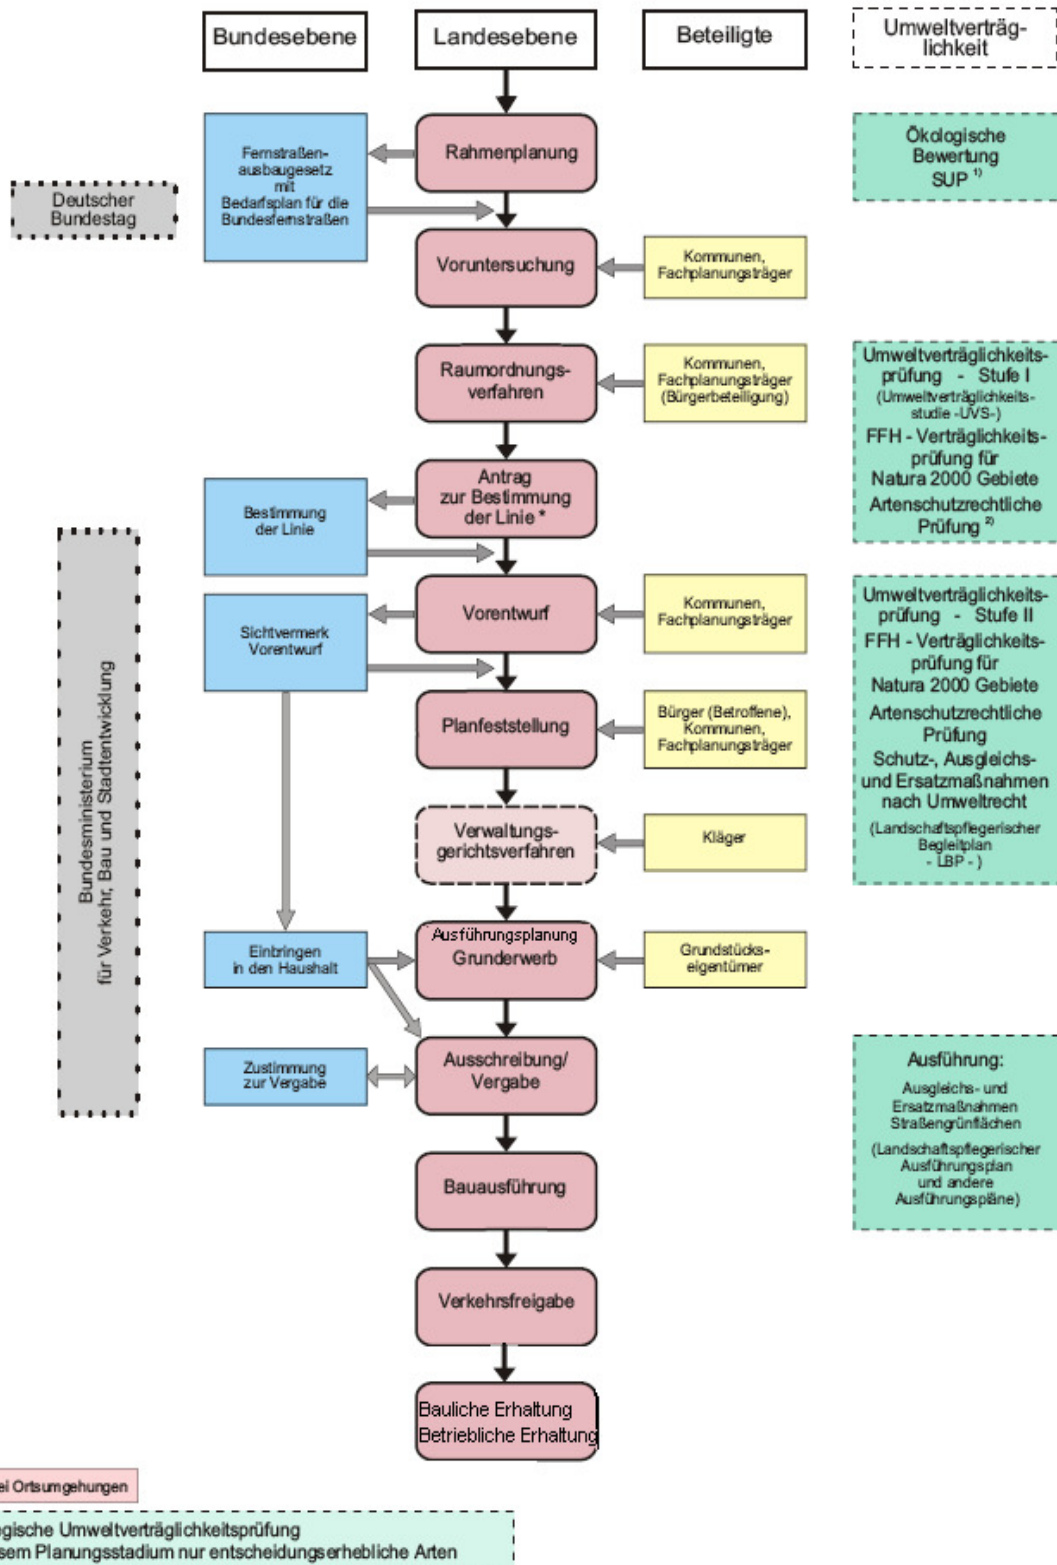 Bundesebene
Landesebene
Beteiligte
Umweltverträg-
lichkeit
Fernstraßen-
ausbaugesetz
mit
Bedarfsplan für die
Bundesfernstraßen
Rahmenplanung
Ökologische
Bewertung
SUP 1)
Deutscher
Bundestag
Voruntersuchung
Kommunen,
Fachplanungsträger
Raumordnungs-
verfahren
Kommunen,
Fachplanungsträger
(Bürgerbeteiligung)
Umweltverträglichkeits-
prüfung - Stufe I
(Umweltverträglichkeits-
studie -UVS-)
FFH - Verträglichkeits-
prüfung für
Natura 2000 Gebiete
Artenschutzrechtliche
Prüfung 2)
Antrag
zur Bestimmung
der Linie *
Bestimmung
der Linie
Bundesministerium
für Verkehr, Bau und Stadtentwicklung
Sichtvermerk
Vorentwurf
Vorentwurf
Kommunen,
Fachplanungsträger
Umweltverträglichkeits-
prüfung - Stufe II
FFH - Verträglichkeits-
prüfung für
Natura 2000 Gebiete
Artenschutzrechtliche
Prüfung
Schutz-, Ausgleichs-
und Ersatzmaßnahmen
nach Umweltrecht
(Landschaftspflegerischer
Begleitplan
- LBP - )
Planfeststellung
Bürger (Betroffene),
Kommunen,
Fachplanungsträger
Verwaltungs-
gerichtsverfahren
Kläger
Einbringen
in den Haushalt
Ausführungsplanung
Grunderwerb
Grundstücks-
eigentümer
Zustimmung
zur Vergabe
Ausschreibung/
Vergabe
Ausführung:
Ausgleichs- und
Ersatzmaßnahmen
Straßengrünflächen
(Landschaftspflegerischer
Ausführungsplan
und andere
Ausführungspläne)
Bauausführung
Verkehrsfreigabe
Bauliche Erhaltung
Betriebliche Erhaltung
ei Ortsumgehungen
gische Umweltverträglichkeitsprüfung
sem Planungsstadium nur entscheidungserhebliche Arten